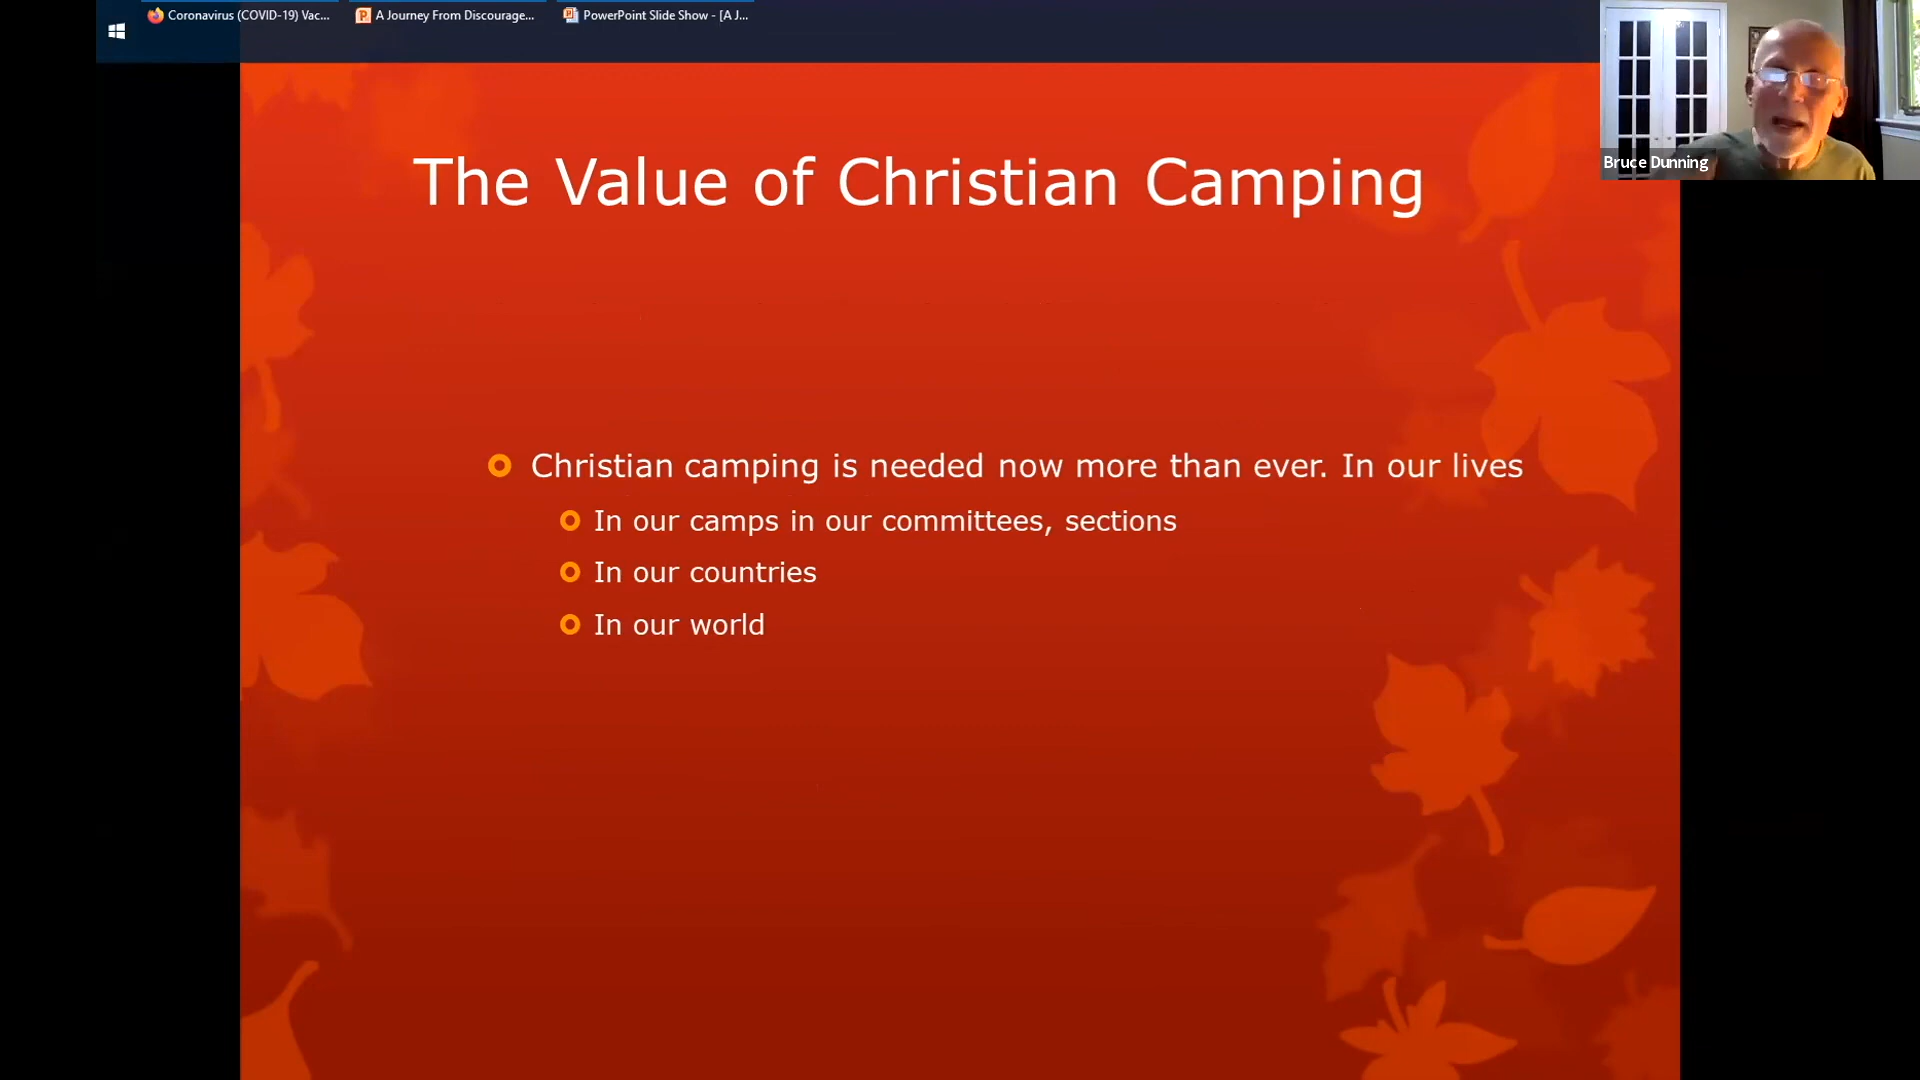 Coronavirus (COVID-19) Vac...
A Journey From Discourage...
PowerPoint Slide Show - [A J...
Bruce Dunning
The Value of Christian Camping
Christian camping is needed now more than ever. In our lives
In our camps in our committees, sections
In our countries
In our world